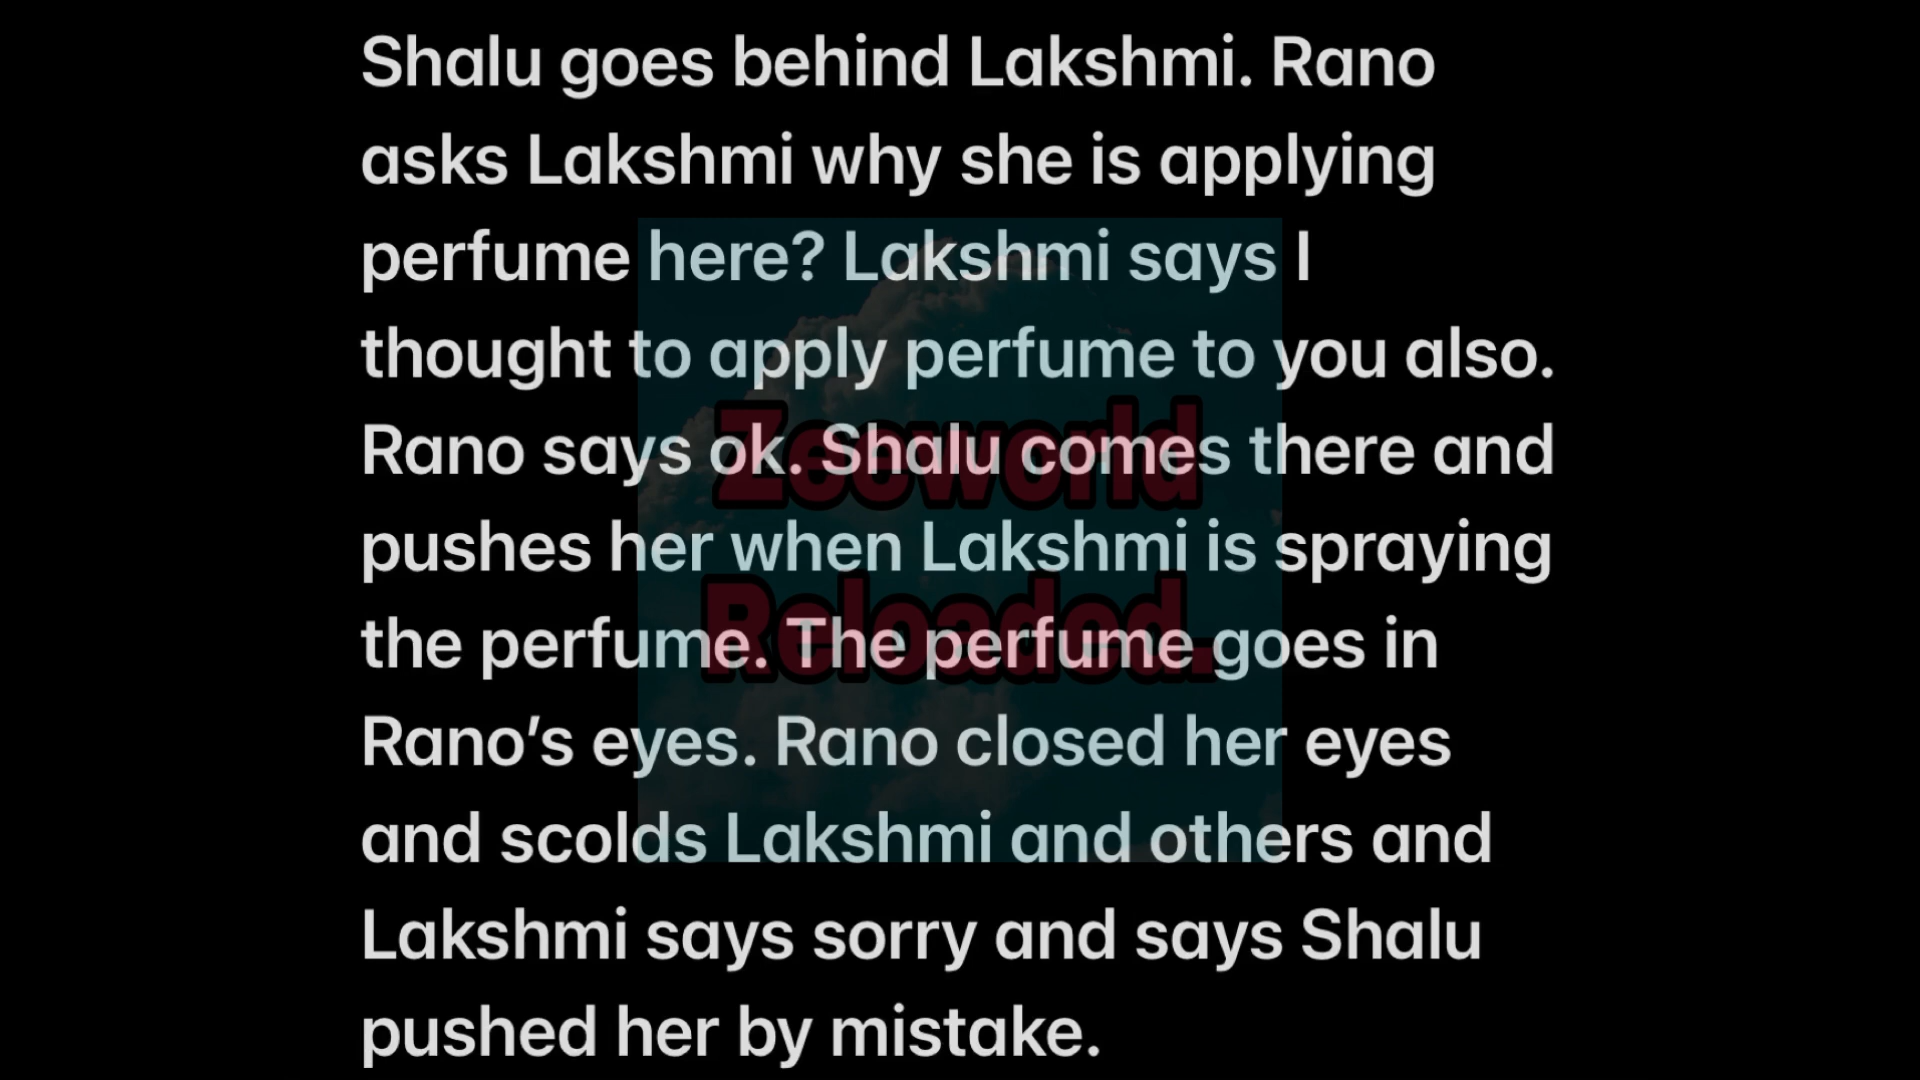 Shalu goes behind Lakshmi. Rano
asks Lakshmi why she is applying
perfume here? Lakshmi says I
thought to apply perfume to you also.
Rano says ok. Shalu comes there and
pushes her when Lakshmi is spraying
the perfume. The perfume goes in
Rano’s eyes. Rano closed her eyes
and scolds Lakshmi and others and
Lakshmi says sorry and says Shalu
pushed her by mistake.
Zeeworld
Reloaded.